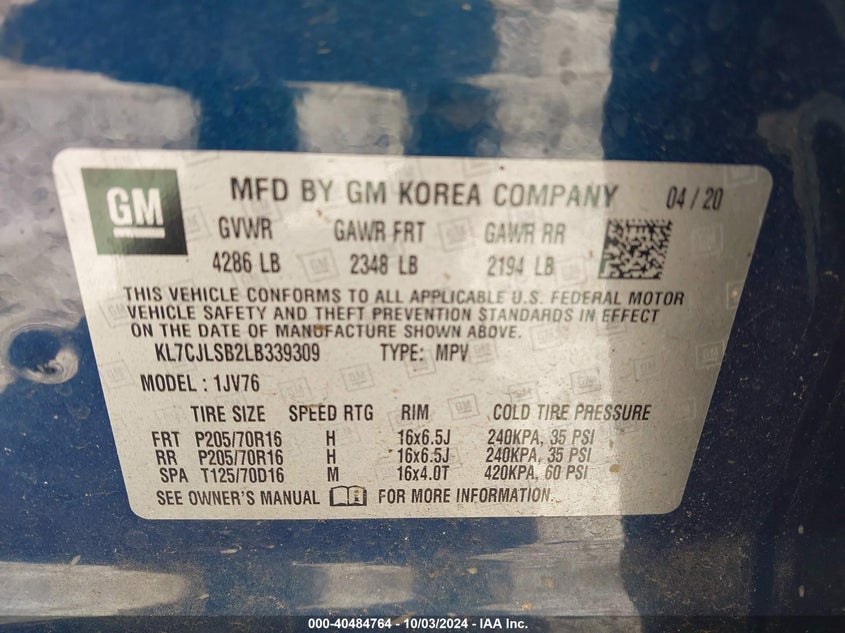 GM MFD BY GM KOREA COMPANY 04/20
GVWR GAWR FRT GAWR RR
4286 LB 2348 LB 2194 LB
THIS VEHICLE CONFORMS TO ALL APPLICABLE U.S. FEDERAL MOTOR
VEHICLE SAFETY AND THEFT PREVENTION STANDARDS IN EFFECT
ON THE DATE OF MANUFACTURE SHOWN ABOVE.
KL7CJLSB2LB339309 TYPE: MPV
MODEL : 1JV76
TIRE SIZE SPEED RTG RIM COLD TIRE PRESSURE
FRT P205/70R16 H 16x6.5J 240KPA, 35 PSI
RR P205/70R16 H 16x6.5J 240KPA, 35 PSI
SPA T125/70D16 M 16x4.0T 420KPA, 60 PSI
SEE OWNER'S MANUAL FOR MORE INFORMATION.
000-40484764 - 10/03/2024 - IAA Inc.